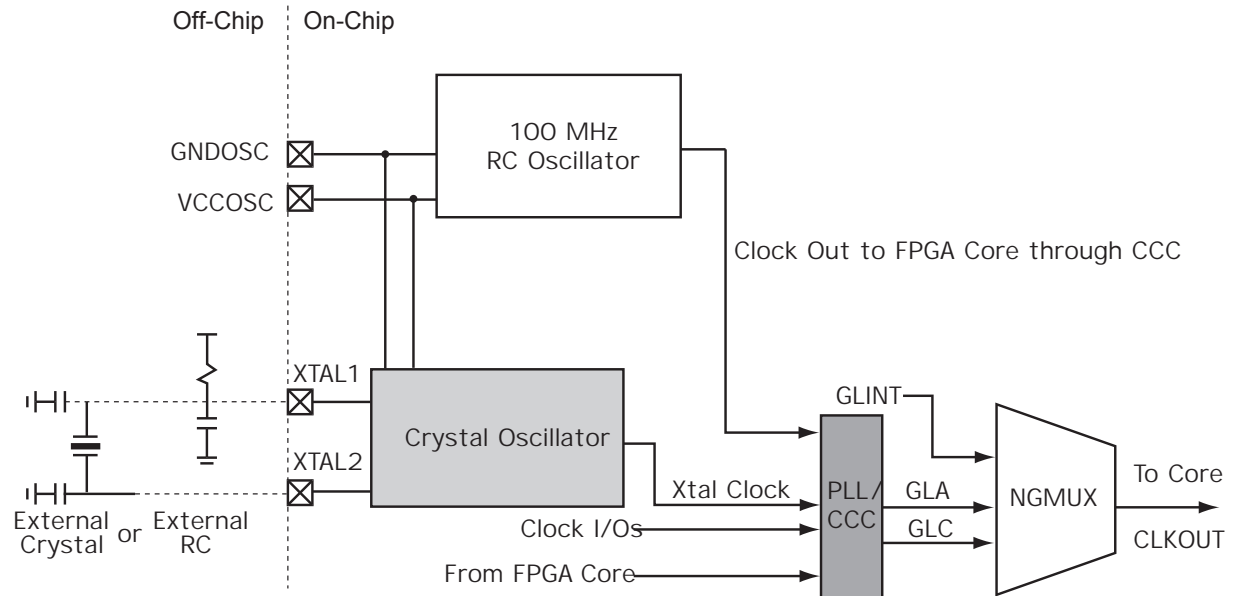 Off-Chip
On-Chip
100 MHz
RC Oscillator
GNDOSC
VCCOSC
Clock Out to FPGA Core through CCC
XTAL1
GLINT
Crystal Oscillator
XTAL2
Xtal Clock
PLL/
CCC
GLA
GLC
NGMUX
To Core
CLKOUT
External
Crystal
or
External
RC
Clock I/Os
From FPGA Core